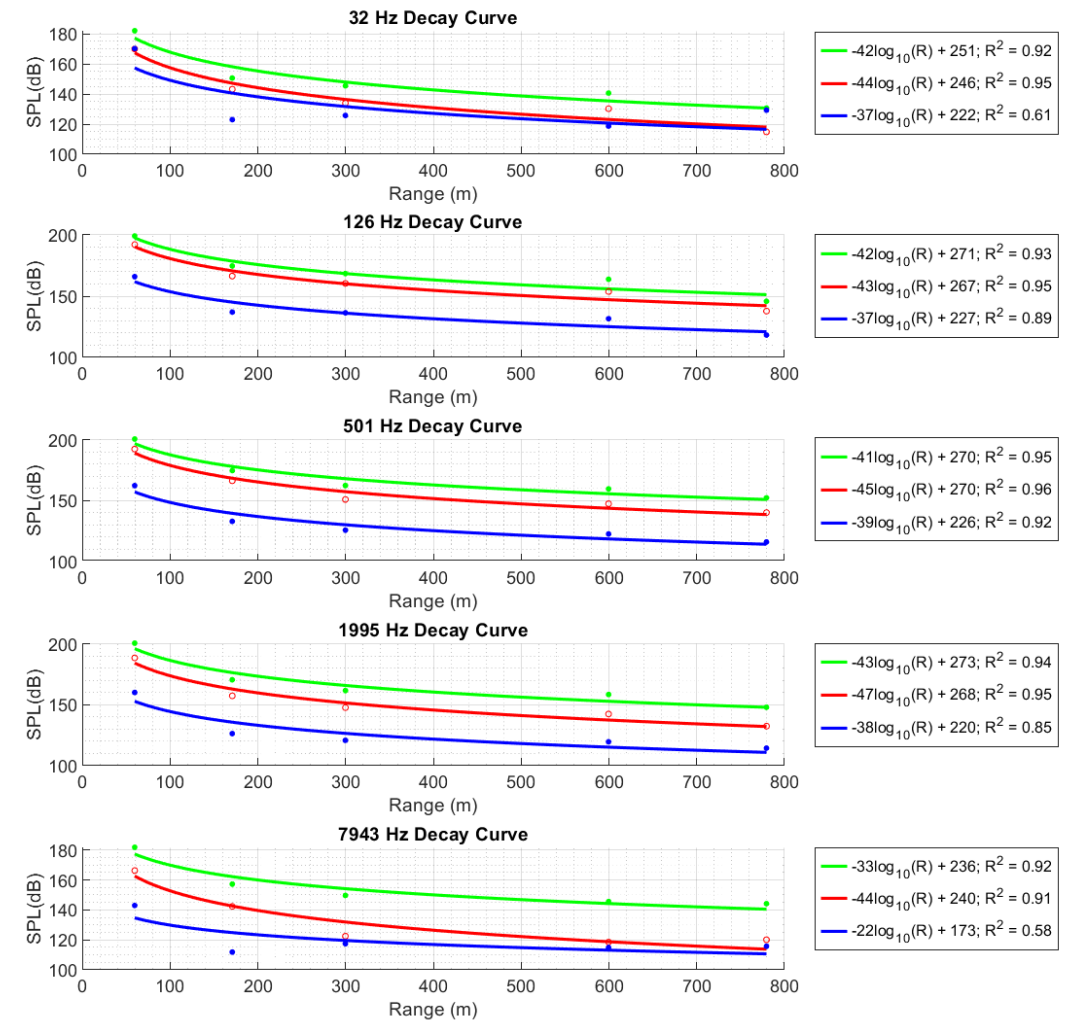 32 Hz Decay Curve
SPL(dB)
180
160
140
120
100
0 100 200 300 400 500 600 700 800
Range (m)
-42log10(R) + 251; R2 = 0.92
-44log10(R) + 246; R2 = 0.95
-37log10(R) + 222; R2 = 0.61
126 Hz Decay Curve
SPL(dB)
200
150
100
0 100 200 300 400 500 600 700 800
Range (m)
-42log10(R) + 271; R2 = 0.93
-43log10(R) + 267; R2 = 0.95
-37log10(R) + 227; R2 = 0.89
501 Hz Decay Curve
SPL(dB)
200
150
100
0 100 200 300 400 500 600 700 800
Range (m)
-41log10(R) + 270; R2 = 0.95
-45log10(R) + 270; R2 = 0.96
-39log10(R) + 226; R2 = 0.92
1995 Hz Decay Curve
SPL(dB)
200
150
100
0 100 200 300 400 500 600 700 800
Range (m)
-43log10(R) + 273; R2 = 0.94
-47log10(R) + 268; R2 = 0.95
-38log10(R) + 220; R2 = 0.85
7943 Hz Decay Curve
SPL(dB)
180
160
140
120
100
0 100 200 300 400 500 600 700 800
Range (m)
-33log10(R) + 236; R2 = 0.92
-44log10(R) + 240; R2 = 0.91
-22log10(R) + 173; R2 = 0.58